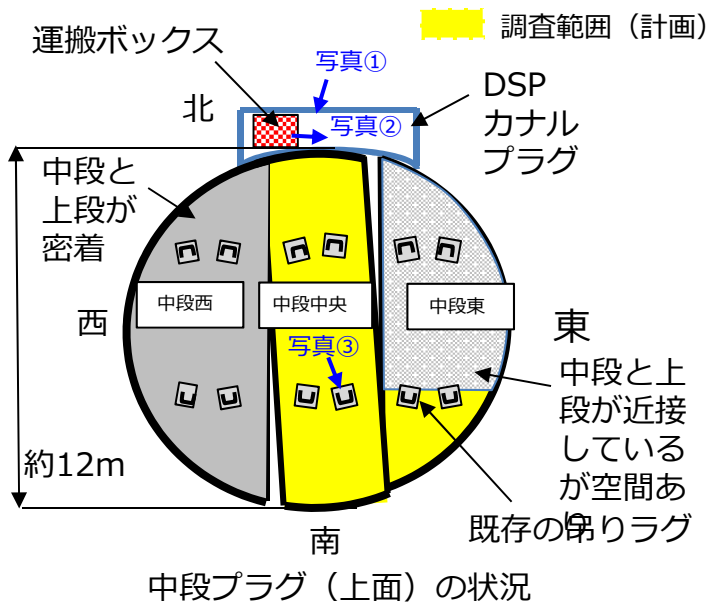 調査範囲（計画）
運搬ボックス
写真①
北
写真②
DSP
カナル
プラグ
中段と
上段が
密着
中段西
中段中央
中段東
西
写真③
東
中段と上
段が近接
している
が空間あ
り
約12m
既存の吊りラグ
南
中段プラグ（上面）の状況